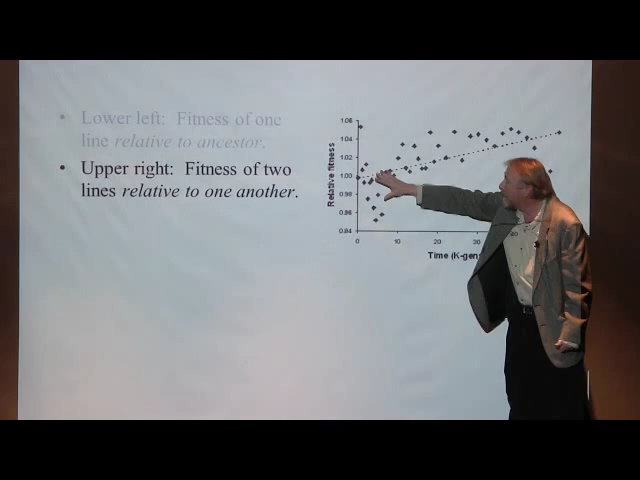 • Lower left: Fitness of one
line relative to ancestor.
• Upper right: Fitness of two
lines relative to one another.
Relative fitness
1.06
1.04
1.02
1.00
0.98
0.96
0.94
0
10
20
30
40
Time (K-gens